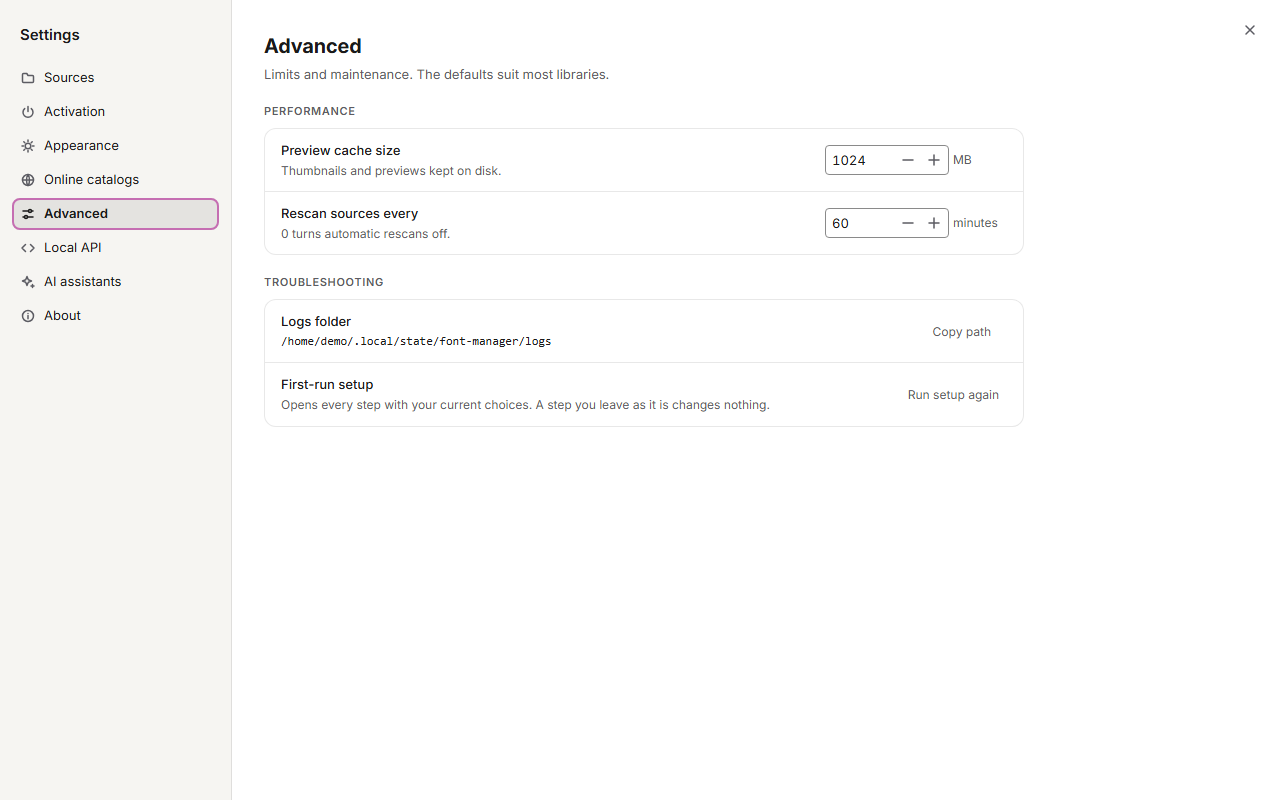 Settings
Sources
Activation
Appearance
Online catalogs
Advanced
Local API
AI assistants
About
Advanced
Limits and maintenance. The defaults suit most libraries.
PERFORMANCE
Preview cache size
Thumbnails and previews kept on disk.
1024
MB
Rescan sources every
0 turns automatic rescans off.
60
minutes
TROUBLESHOOTING
Logs folder
/home/demo/.local/state/font-manager/logs
Copy path
First-run setup
Opens every step with your current choices. A step you leave as it is changes nothing.
Run setup again